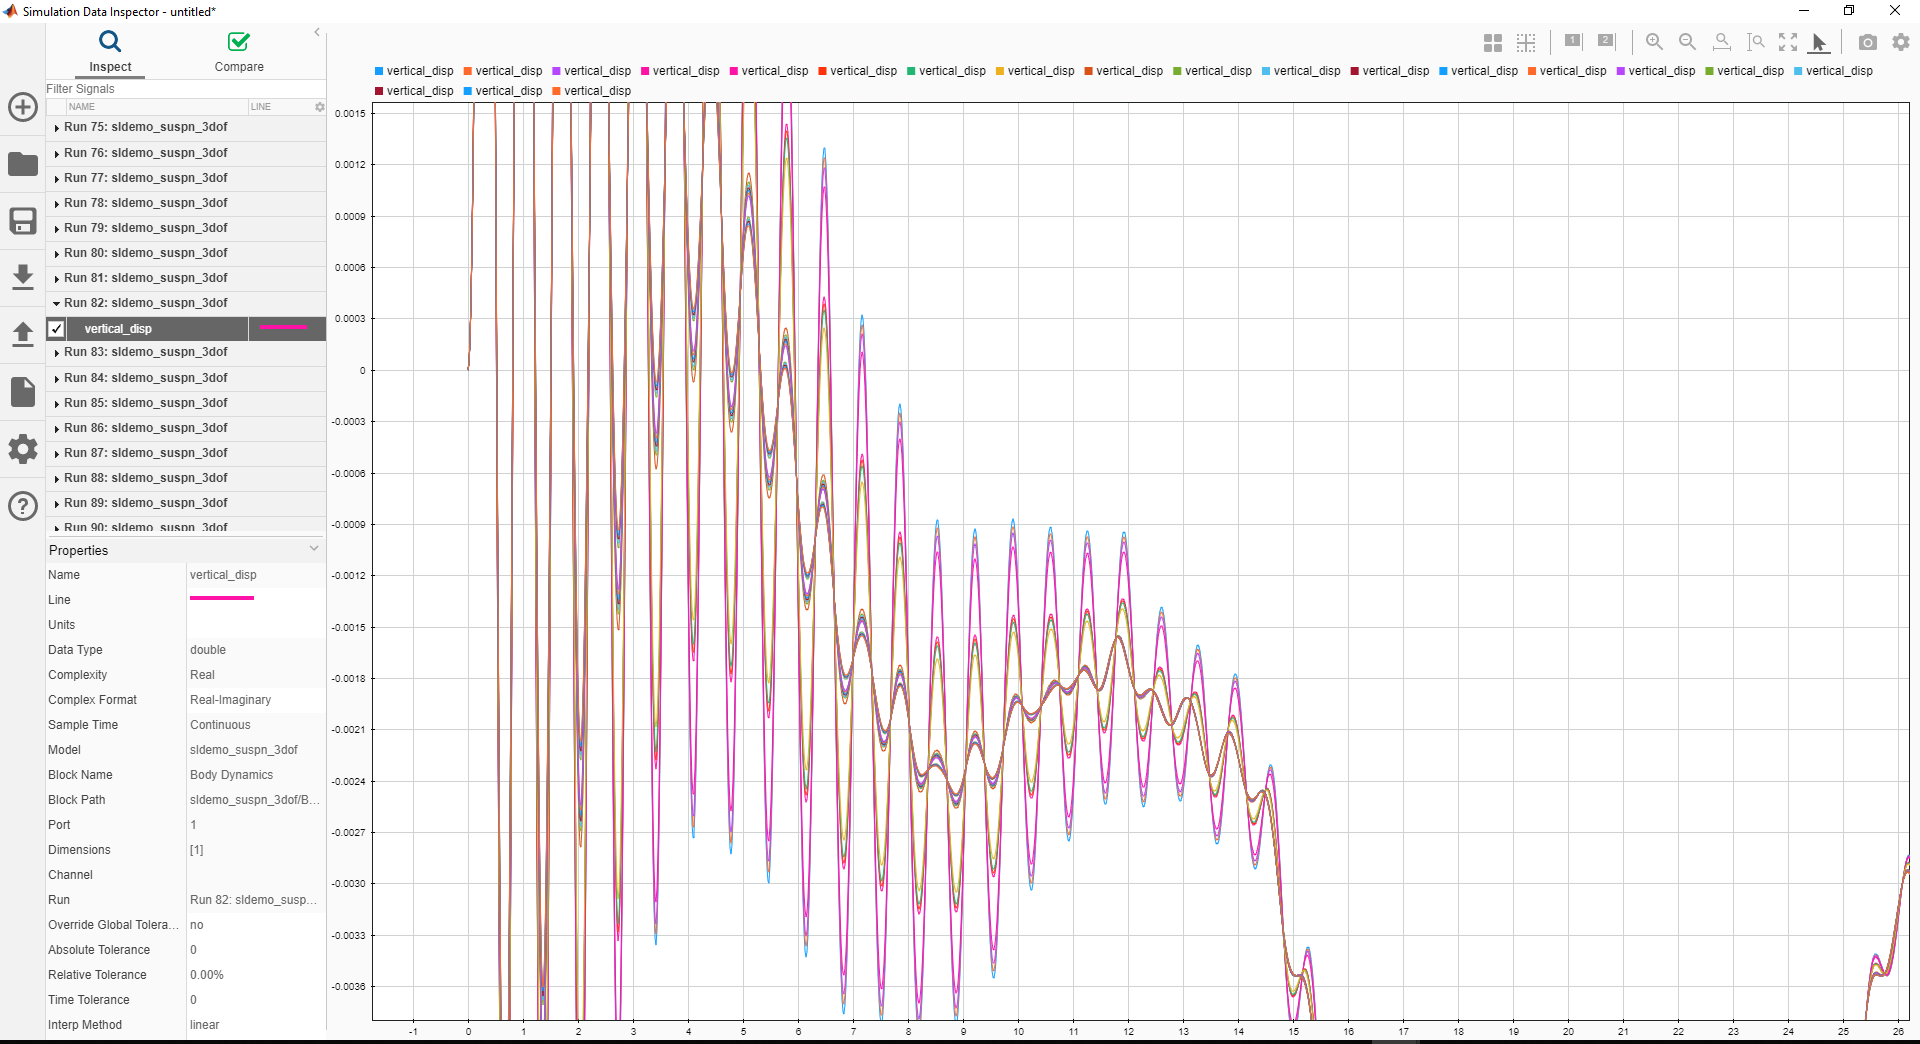 Simulation Data Inspector - untitled*
Inspect
Compare
Filter Signals
NAME LINE
Run 75: sldemo_suspn_3dof
Run 76: sldemo_suspn_3dof
Run 77: sldemo_suspn_3dof
Run 78: sldemo_suspn_3dof
Run 79: sldemo_suspn_3dof
Run 80: sldemo_suspn_3dof
Run 81: sldemo_suspn_3dof
Run 82: sldemo_suspn_3dof
vertical_disp
Run 83: sldemo_suspn_3dof
Run 84: sldemo_suspn_3dof
Run 85: sldemo_suspn_3dof
Run 86: sldemo_suspn_3dof
Run 87: sldemo_suspn_3dof
Run 88: sldemo_suspn_3dof
Run 89: sldemo_suspn_3dof
Run 90: sldemo_suspn_3dof
Properties
Name vertical_disp
Line
Units
Data Type double
Complexity Real
Complex Format Real-Imaginary
Sample Time Continuous
Model sldemo_suspn_3dof
Block Name Body Dynamics
Block Path sldemo_suspn_3dof/B...
Port 1
Dimensions [1]
Channel
Run Run 82: sldemo_susp...
Override Global Tolera... no
Absolute Tolerance 0
Relative Tolerance 0.00%
Time Tolerance 0
Interp Method linear
1 2
vertical_disp vertical_disp vertical_disp vertical_disp vertical_disp vertical_disp vertical_disp vertical_disp vertical_disp vertical_disp vertical_disp vertical_disp vertical_disp vertical_disp vertical_disp vertical_disp vertical_disp
vertical_disp vertical_disp vertical_disp
0.0015
0.0012
0.0009
0.0006
0.0003
0
-0.0003
-0.0006
-0.0009
-0.0012
-0.0015
-0.0018
-0.0021
-0.0024
-0.0027
-0.0030
-0.0033
-0.0036
-1 0 1 2 3 4 5 6 7 8 9 10 11 12 13 14 15 16 17 18 19 20 21 22 23 24 25 26